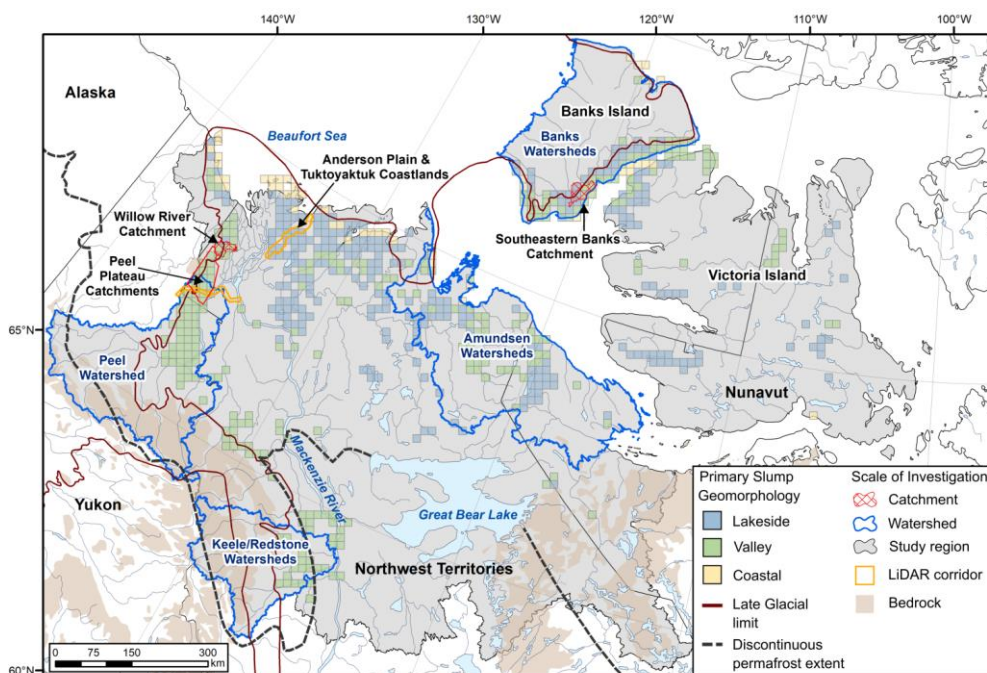 140°W
130°W
120°W
110°W
100°W
Alaska
Beaufort Sea
Banks Island
Banks
Watersheds
Anderson Plain &
Tuktoyaktuk Coastlands
Willow River
Catchment
Peel
Plateau
Catchments
Southeastern Banks
Catchment
Victoria Island
65°N
Peel
Watershed
Amundsen
Watersheds
Nunavut
Mackenzie River
Yukon
Great Bear Lake
Keele/Redstone
Watersheds
Northwest Territories
60°N
0 75 150 300
km
Primary Slump
Geomorphology
Lakeside
Valley
Coastal
Late Glacial
limit
Discontinuous
permafrost extent
Scale of Investigation
Catchment
Watershed
Study region
LiDAR corridor
Bedrock